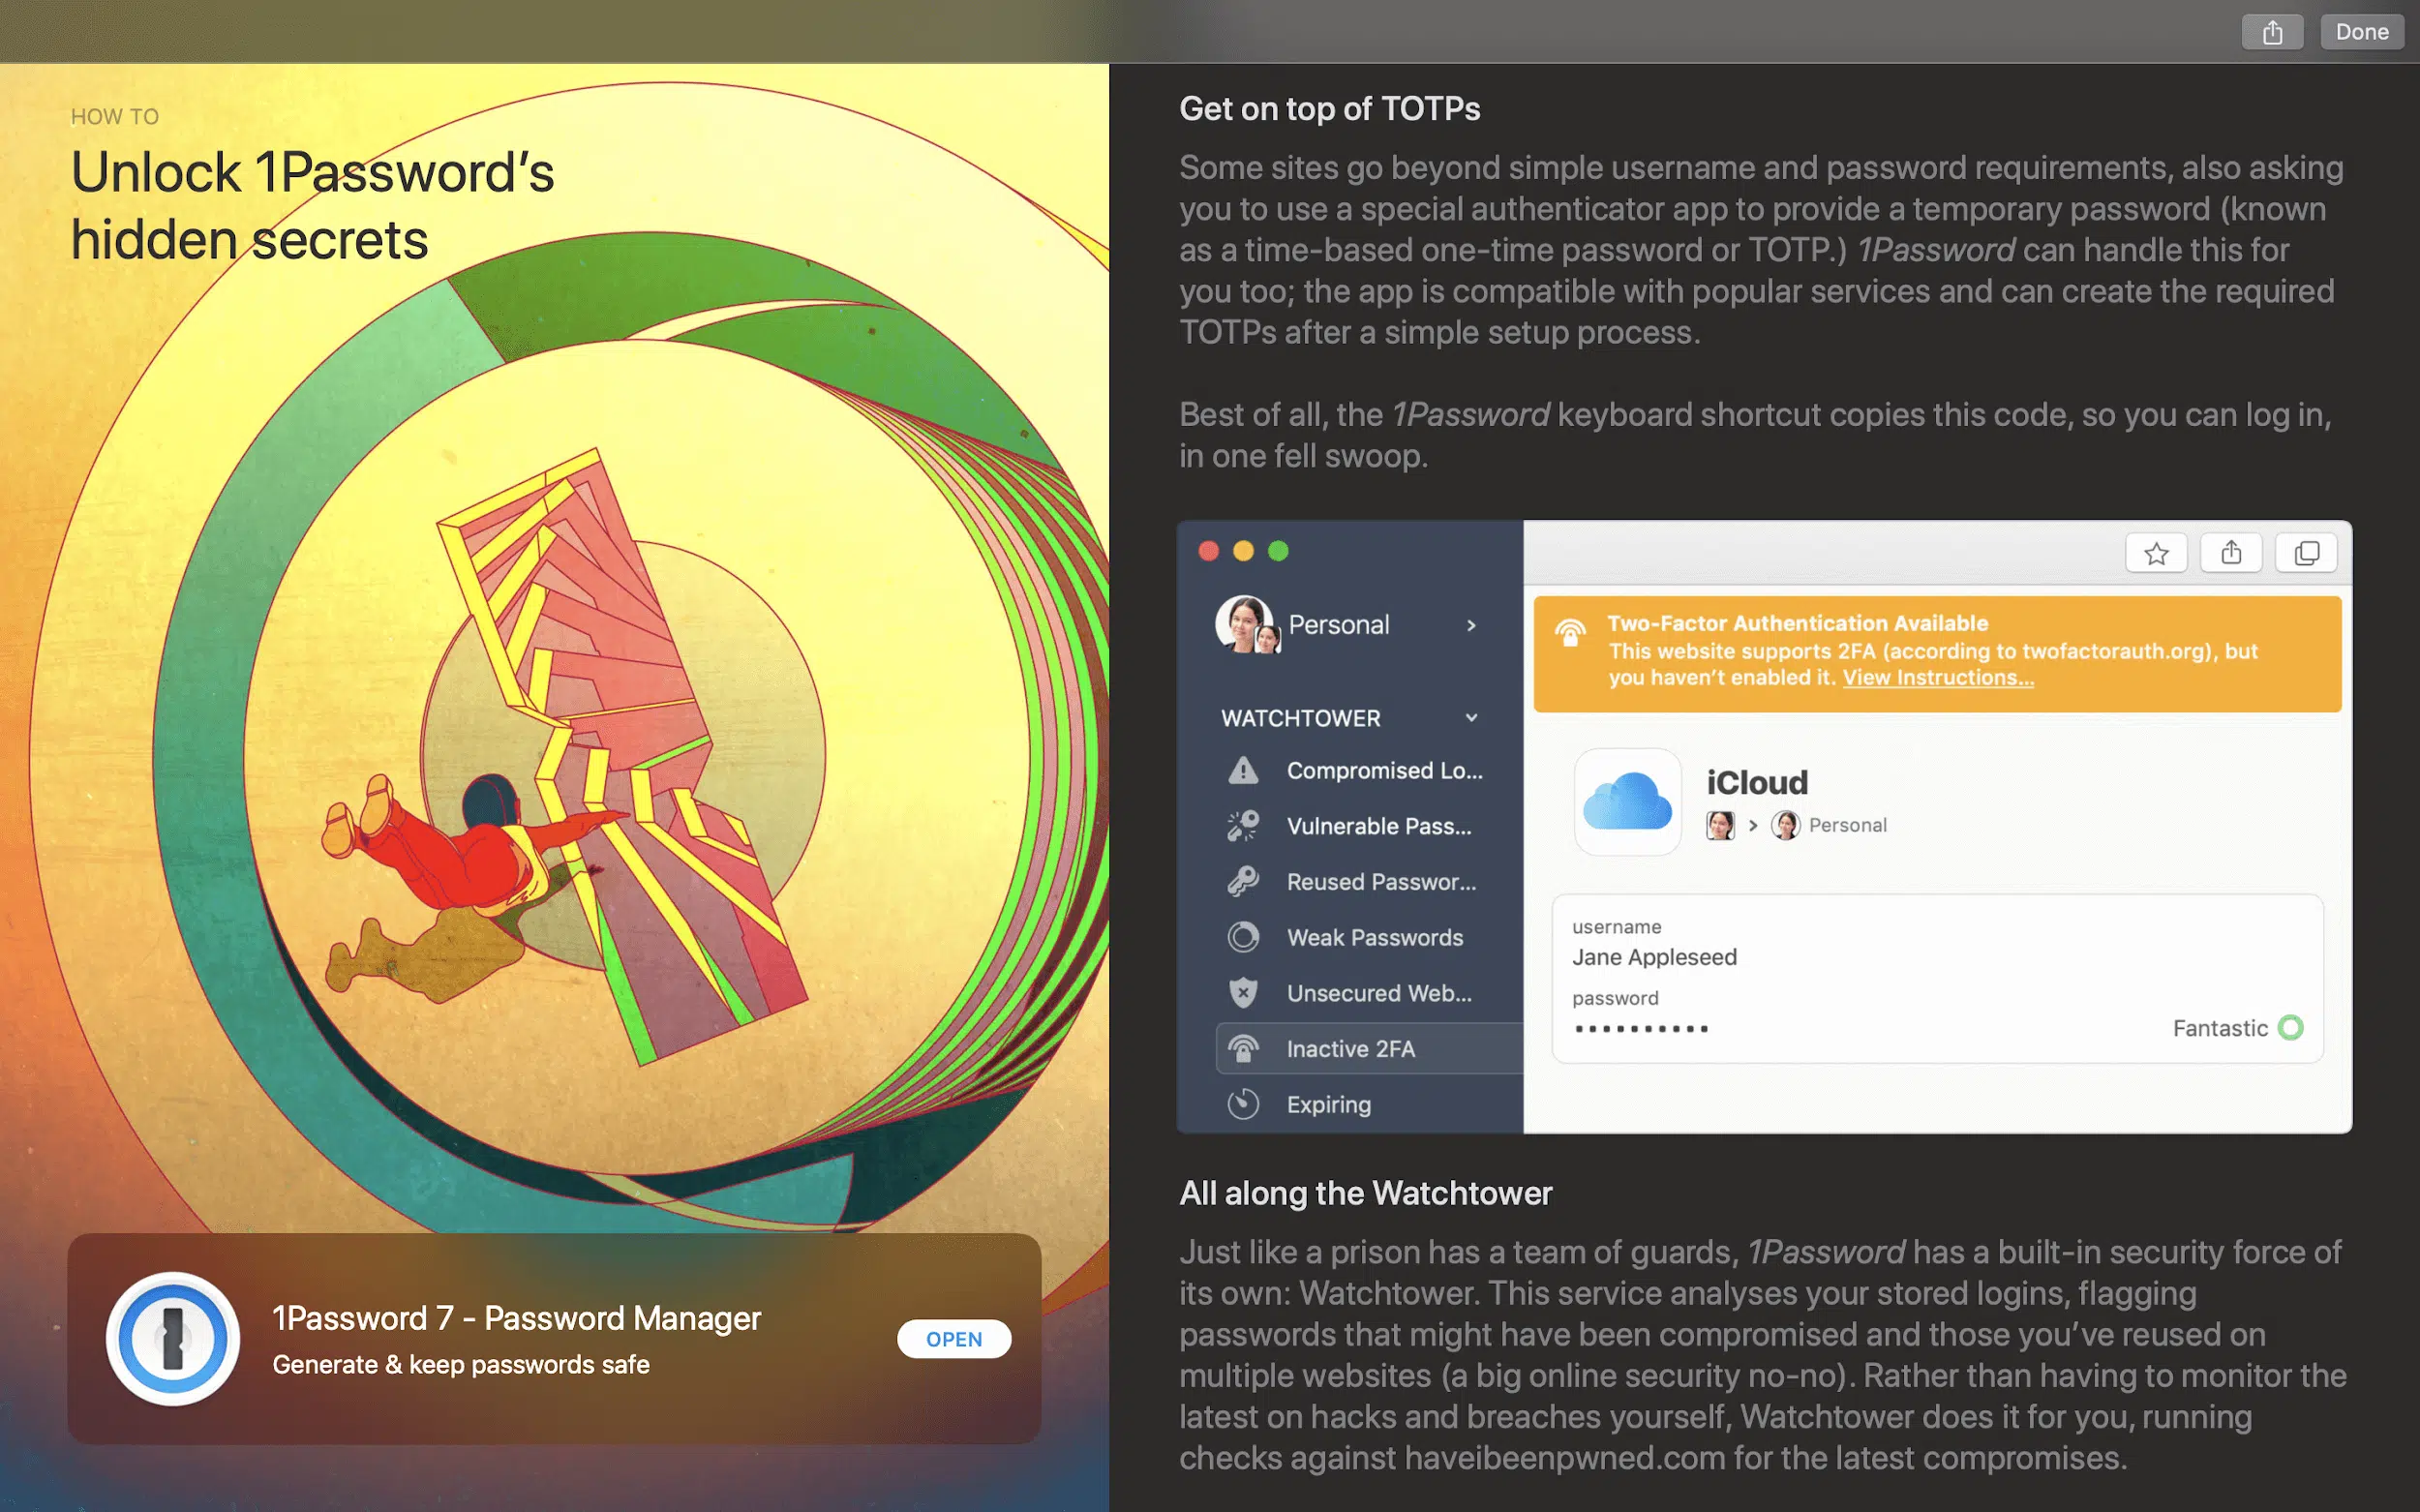 Done
HOW TO
Unlock 1Password’s
hidden secrets
1Password 7 - Password Manager
Generate & keep passwords safe
OPEN
Get on top of TOTPs
Some sites go beyond simple username and password requirements, also asking
you to use a special authenticator app to provide a temporary password (known
as a time-based one-time password or TOTP.) 1Password can handle this for
you too; the app is compatible with popular services and can create the required
TOTPs after a simple setup process.
Best of all, the 1Password keyboard shortcut copies this code, so you can log in,
in one fell swoop.
Personal
WATCHTOWER
Compromised Lo...
Vulnerable Pass...
Reused Passwor...
Weak Passwords
Unsecured Web...
Inactive 2FA
Expiring
Two-Factor Authentication Available
This website supports 2FA (according to twofactorauth.org), but
you haven’t enabled it. View Instructions...
iCloud
Personal
username
Jane Appleseed
password
••••••••••
Fantastic
All along the Watchtower
Just like a prison has a team of guards, 1Password has a built-in security force of
its own: Watchtower. This service analyses your stored logins, flagging
passwords that might have been compromised and those you’ve reused on
multiple websites (a big online security no-no). Rather than having to monitor the
latest on hacks and breaches yourself, Watchtower does it for you, running
checks against haveibeenpwned.com for the latest compromises.